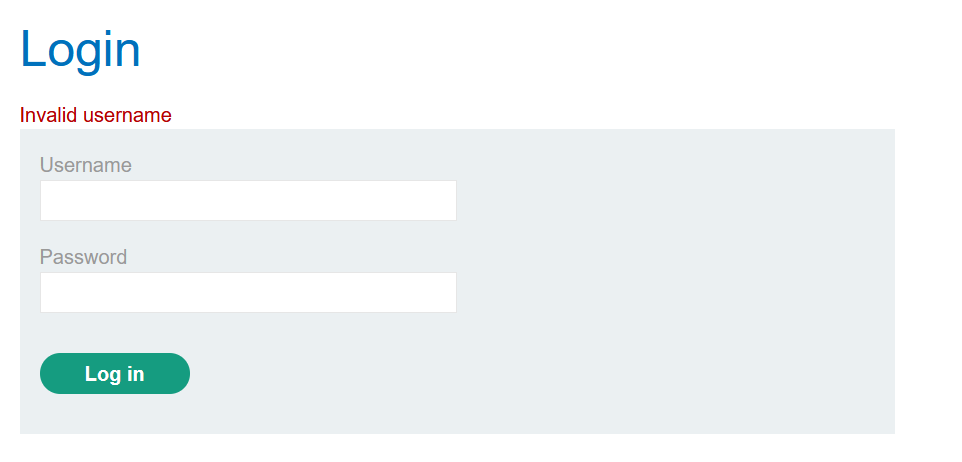 Login
Invalid username
Username
Password
Log in